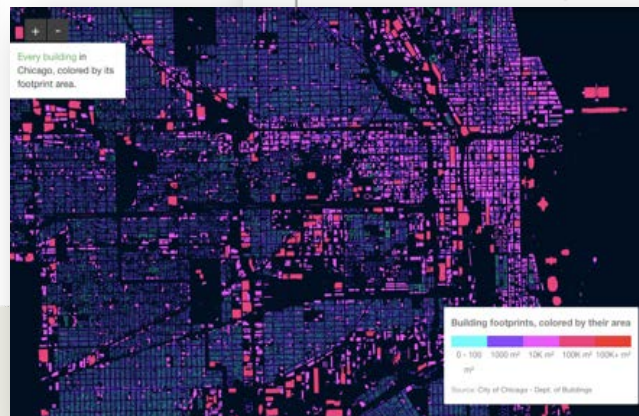 + -
Every building in
Chicago, colored by its
footprint area.
Building footprints, colored by their area
0 - 100 m² 1000 m² 10K m² 100K m² 100K+ m²
Source: City of Chicago - Dept. of Buildings